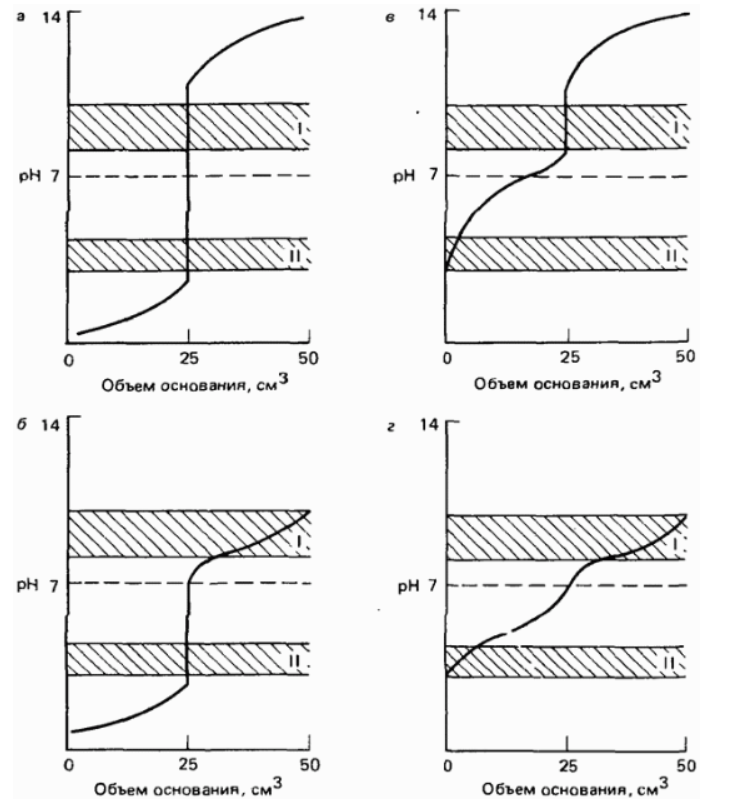 а 14
I
pH 7
II
0 25 50
Объем основания, см³
в 14
I
pH 7
II
0 25 50
Объем основания, см³
б 14
I
pH 7
II
0 25 50
Объем основания, см³
г 14
I
pH 7
II
0 25 50
Объем основания, см³